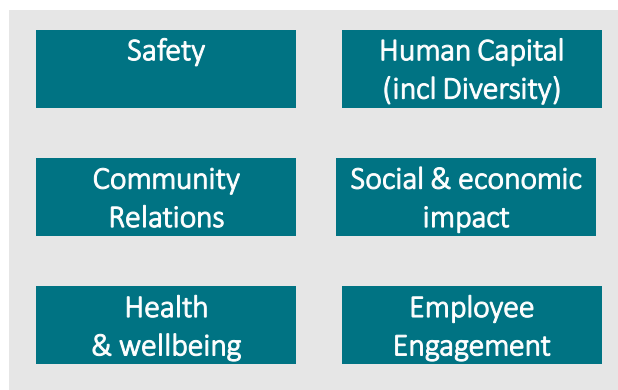 Safety
Human Capital
(incl Diversity)
Community
Relations
Social & economic
impact
Health
& wellbeing
Employee
Engagement